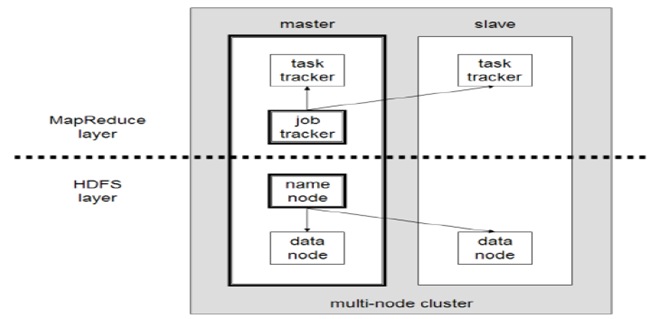 master
slave
task
tracker
task
tracker
MapReduce
layer
job
tracker
HDFS
layer
name
node
data
node
data
node
multi-node cluster